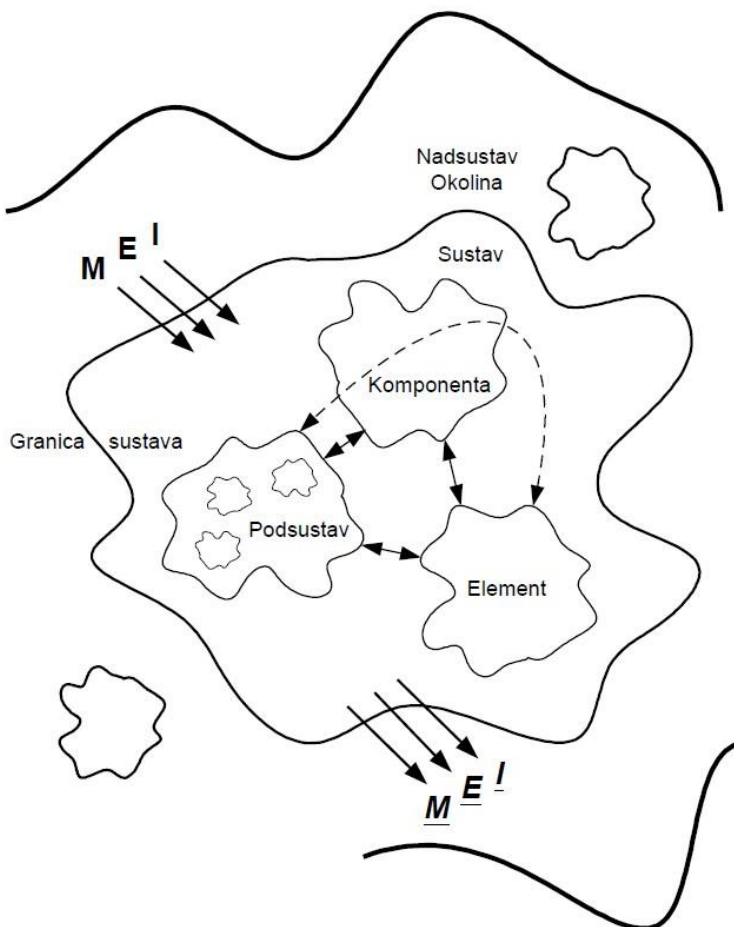 Nadsustav
Okolina
M E I
Sustav
Komponenta
Granica sustava
Podsustav
Element
M E I